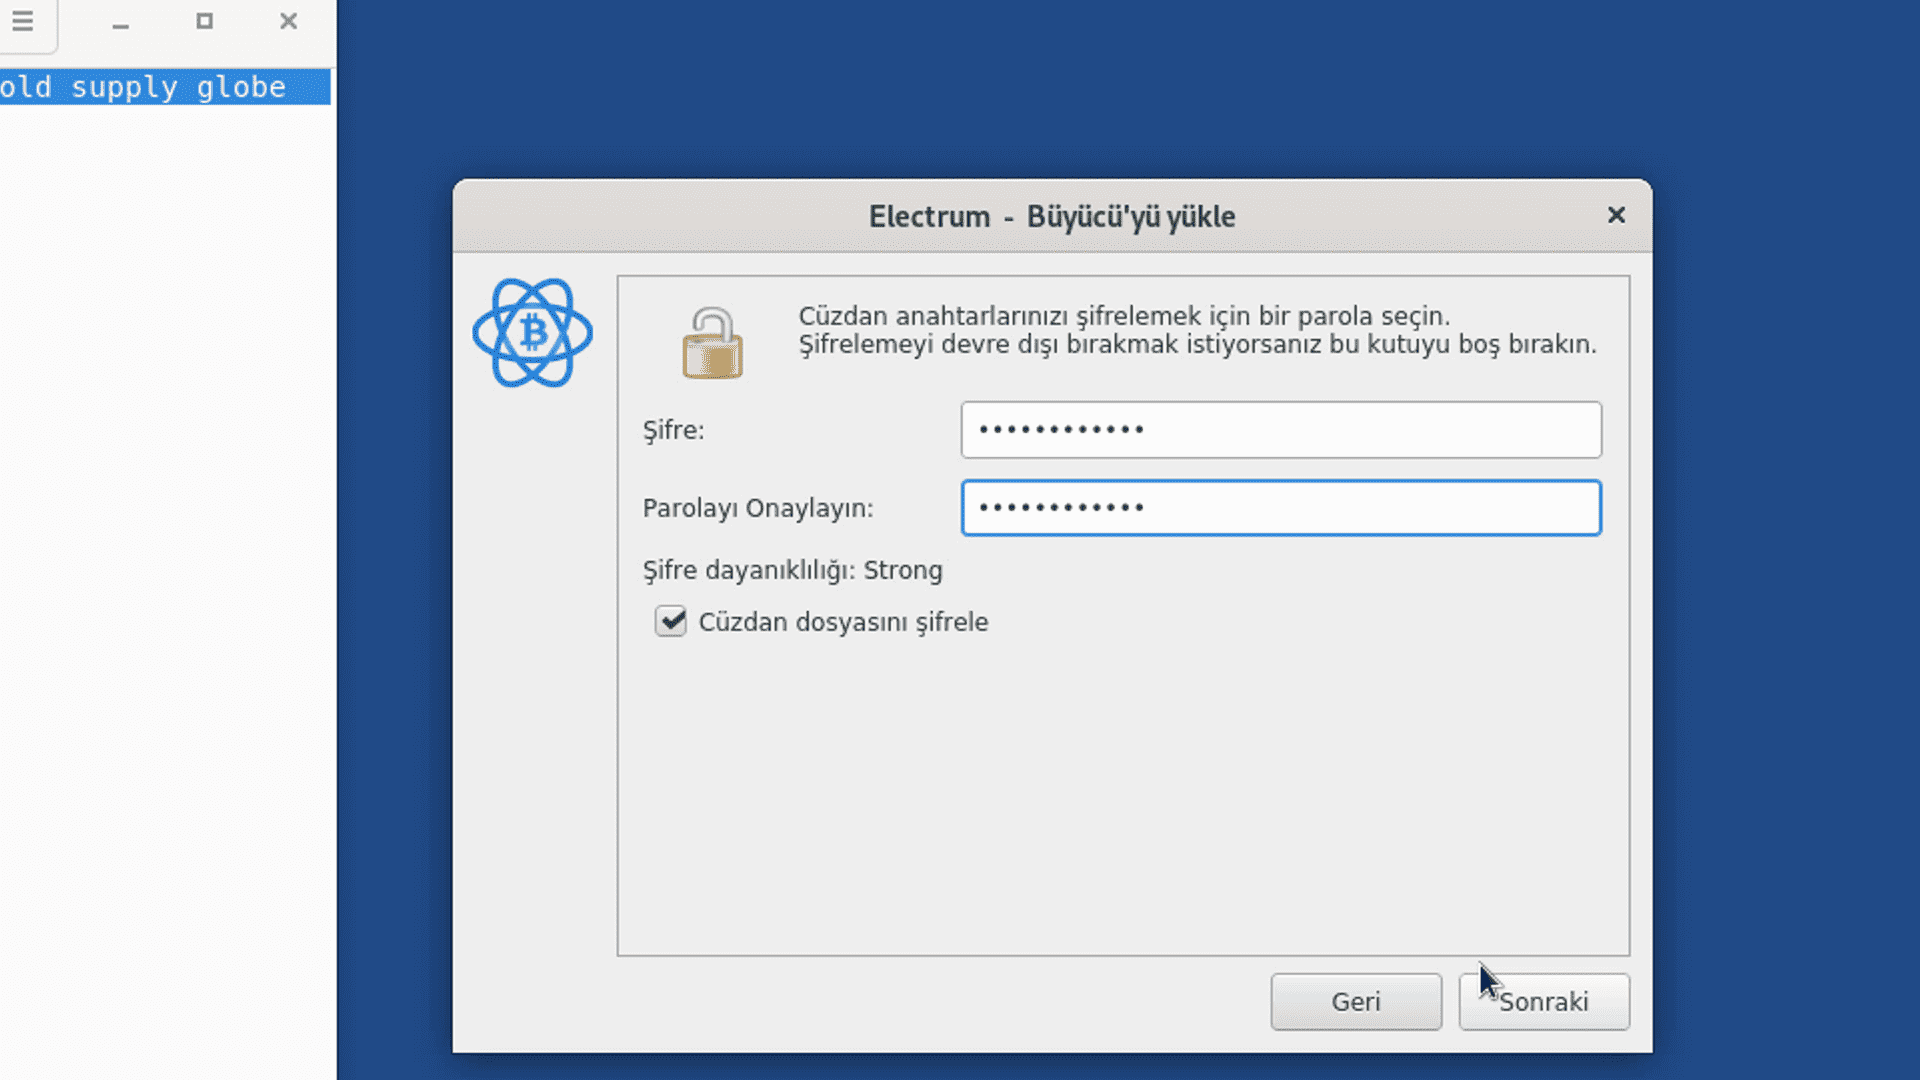 old supply globe
Electrum - Büyücü'yü yükle
Cüzdan anahtarlarınızı şifrelemek için bir parola seçin.
Şifrelemeyi devre dışı bırakmak istiyorsanız bu kutuyu boş bırakın.
Şifre:
Parolayı Onaylayın:
Şifre dayanıklılığı: Strong
Cüzdan dosyasını şifrele
Geri
Sonraki